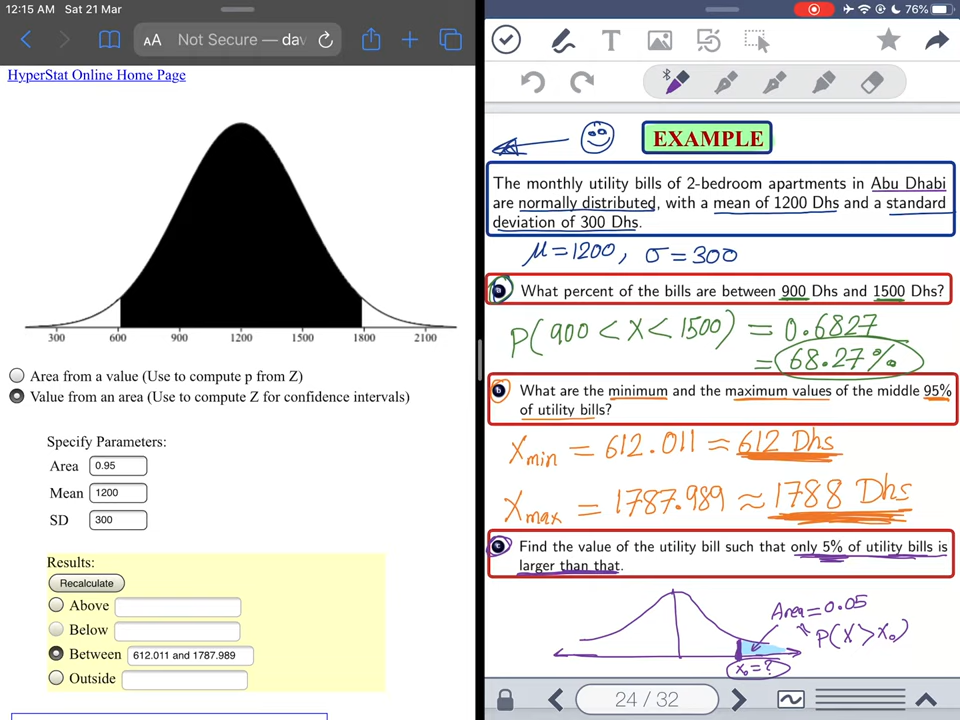 12:15 AM Sat 21 Mar
76%
AA Not Secure — dav
HyperStat Online Home Page
300 600 900 1200 1500 1800 2100
Area from a value (Use to compute p from Z)
Value from an area (Use to compute Z for confidence intervals)
Specify Parameters:
Area 0.95
Mean 1200
SD 300
Results:
Recalculate
Above
Below
Between 612.011 and 1787.989
Outside
T
EXAMPLE
The monthly utility bills of 2-bedroom apartments in Abu Dhabi
are normally distributed, with a mean of 1200 Dhs and a standard
deviation of 300 Dhs.
μ = 1200, σ = 300
a What percent of the bills are between 900 Dhs and 1500 Dhs?
P(900 < X < 1500) = 0.6827
= 68.27%
b What are the minimum and the maximum values of the middle 95%
of utility bills?
Xmin = 612.011 ≈ 612 Dhs
Xmax = 1787.989 ≈ 1788 Dhs
c Find the value of the utility bill such that only 5% of utility bills is
larger than that.
Area = 0.05
P(X > x₀)
x₀ = ?
24 / 32